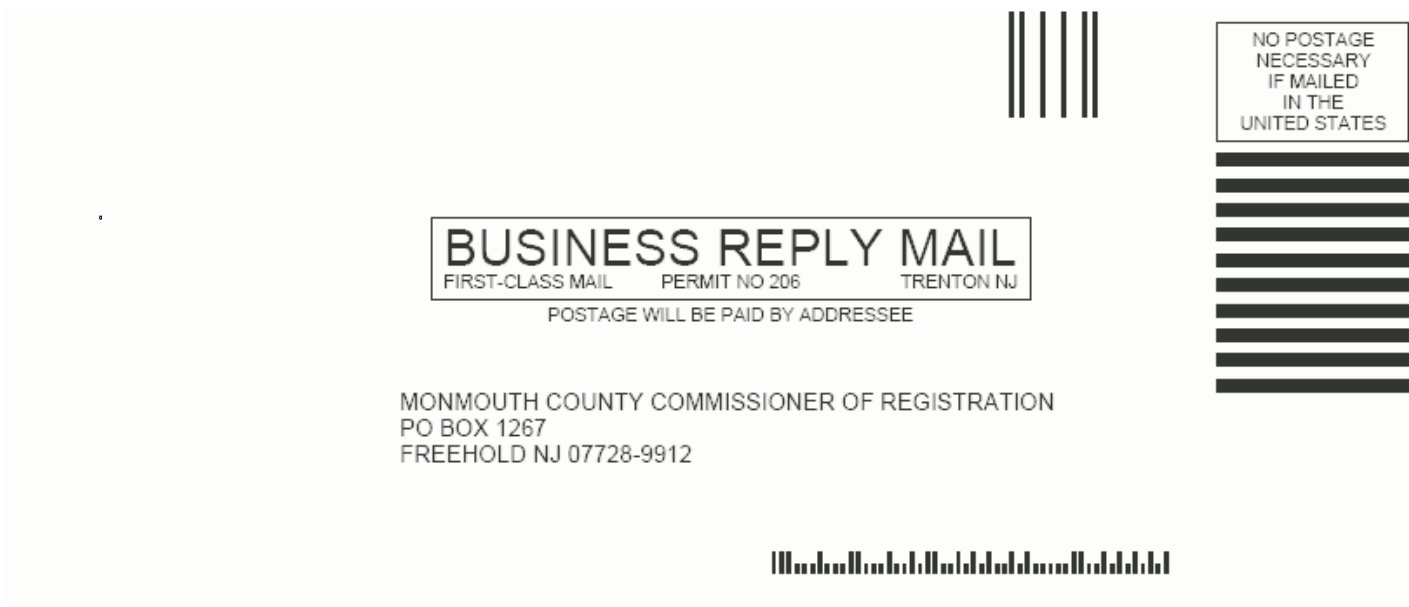 NO POSTAGE
NECESSARY
IF MAILED
IN THE
UNITED STATES
BUSINESS REPLY MAIL
FIRST-CLASS MAIL PERMIT NO 206 TRENTON NJ
POSTAGE WILL BE PAID BY ADDRESSEE
MONMOUTH COUNTY COMMISSIONER OF REGISTRATION
PO BOX 1267
FREEHOLD NJ 07728-9912